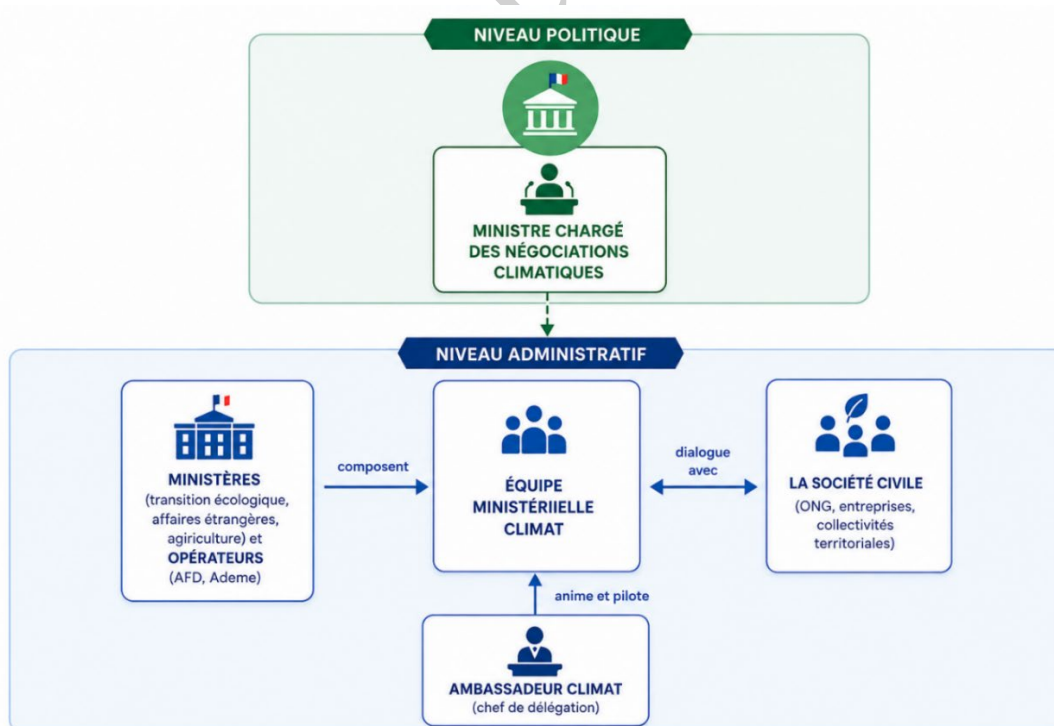 NIVEAU POLITIQUE
MINISTRE CHARGÉ
DES NÉGOCIATIONS
CLIMATIQUES
NIVEAU ADMINISTRATIF
MINISTÈRES
(transition écologique,
affaires étrangères,
agiriculture) et
OPÉRATEURS
(AFD, Ademe)
composent
ÉQUIPE
MINISTÉRIIELLE
CLIMAT
dialogue
avec
LA SOCIÉTÉ CIVILE
(ONG, entreprises,
collectivités
territoriales)
anime et pilote
AMBASSADEUR CLIMAT
(chef de délégation)